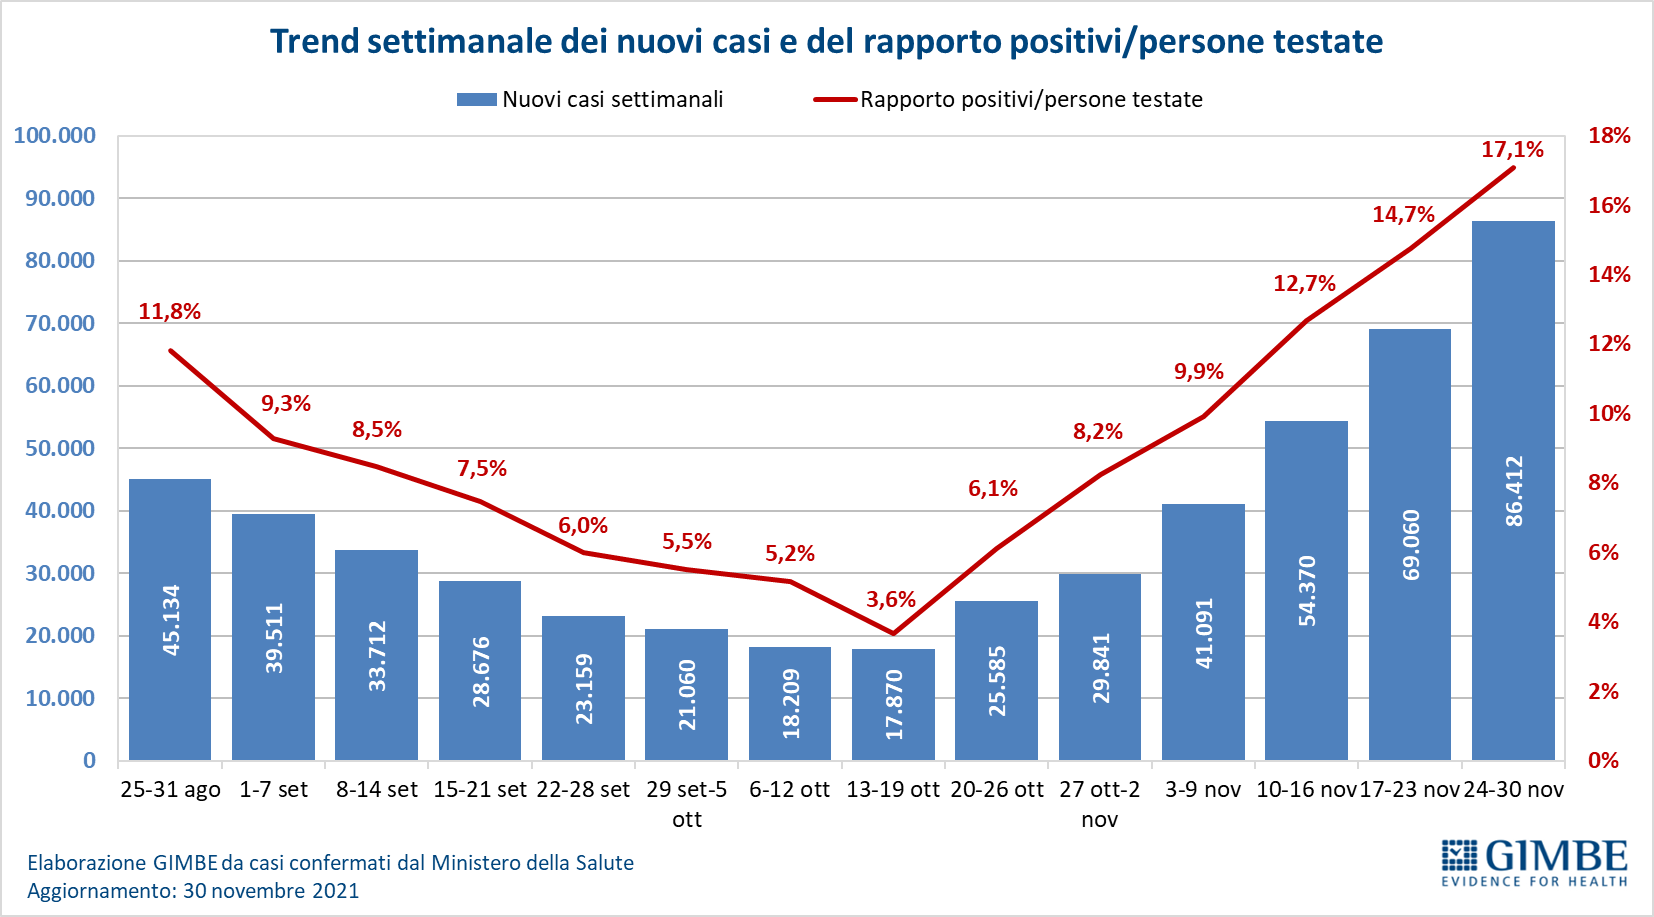 Trend settimanale dei nuovi casi e del rapporto positivi/persone testate
Nuovi casi settimanali
Rapporto positivi/persone testate
100.000
90.000
80.000
70.000
60.000
50.000
40.000
30.000
20.000
10.000
0
18%
16%
14%
12%
10%
8%
6%
4%
2%
0%
11,8%
9,3%
8,5%
7,5%
6,0%
5,5%
5,2%
3,6%
6,1%
8,2%
9,9%
12,7%
14,7%
17,1%
45.134
39.511
33.712
28.676
23.159
21.060
18.209
17.870
25.585
29.841
41.091
54.370
69.060
86.412
25-31 ago
1-7 set
8-14 set
15-21 set
22-28 set
29 set-5
ott
6-12 ott
13-19 ott
20-26 ott
27 ott-2
nov
3-9 nov
10-16 nov
17-23 nov
24-30 nov
Elaborazione GIMBE da casi confermati dal Ministero della Salute
Aggiornamento: 30 novembre 2021
GIMBE
EVIDENCE FOR HEALTH